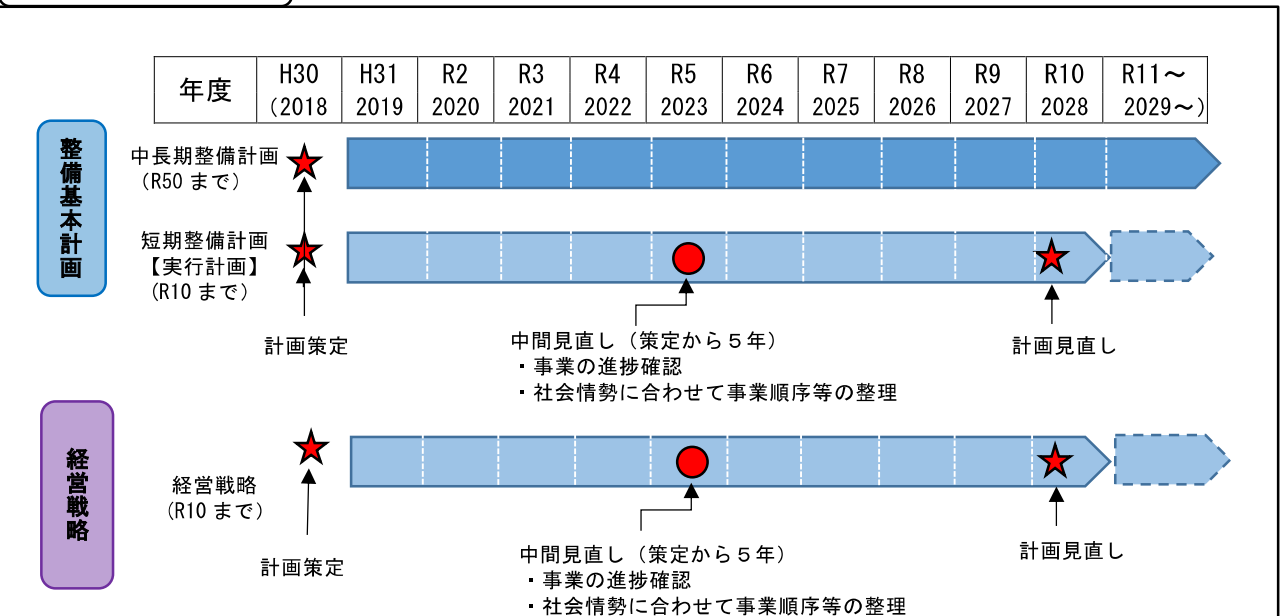 年度 H30 H31 R2 R3 R4 R5 R6 R7 R8 R9 R10 R11～
(2018 2019 2020 2021 2022 2023 2024 2025 2026 2027 2028 2029～)
整備基本計画
中長期整備計画
(R50 まで)
短期整備計画
【実行計画】
(R10 まで)
計画策定
中間見直し（策定から５年）
・事業の進捗確認
・社会情勢に合わせて事業順序等の整理
計画見直し
経営戦略
経営戦略
(R10 まで)
計画策定
中間見直し（策定から５年）
・事業の進捗確認
・社会情勢に合わせて事業順序等の整理
計画見直し